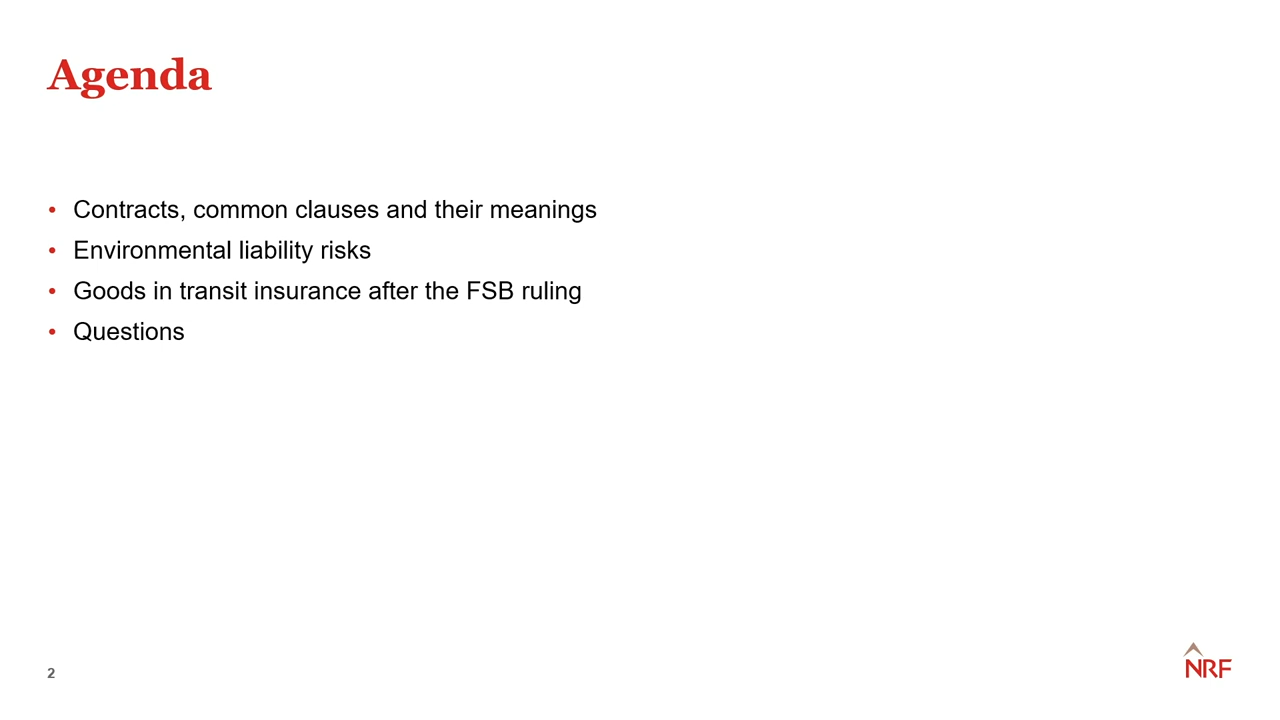 Agenda
• Contracts, common clauses and their meanings
• Environmental liability risks
• Goods in transit insurance after the FSB ruling
• Questions
2
NRF